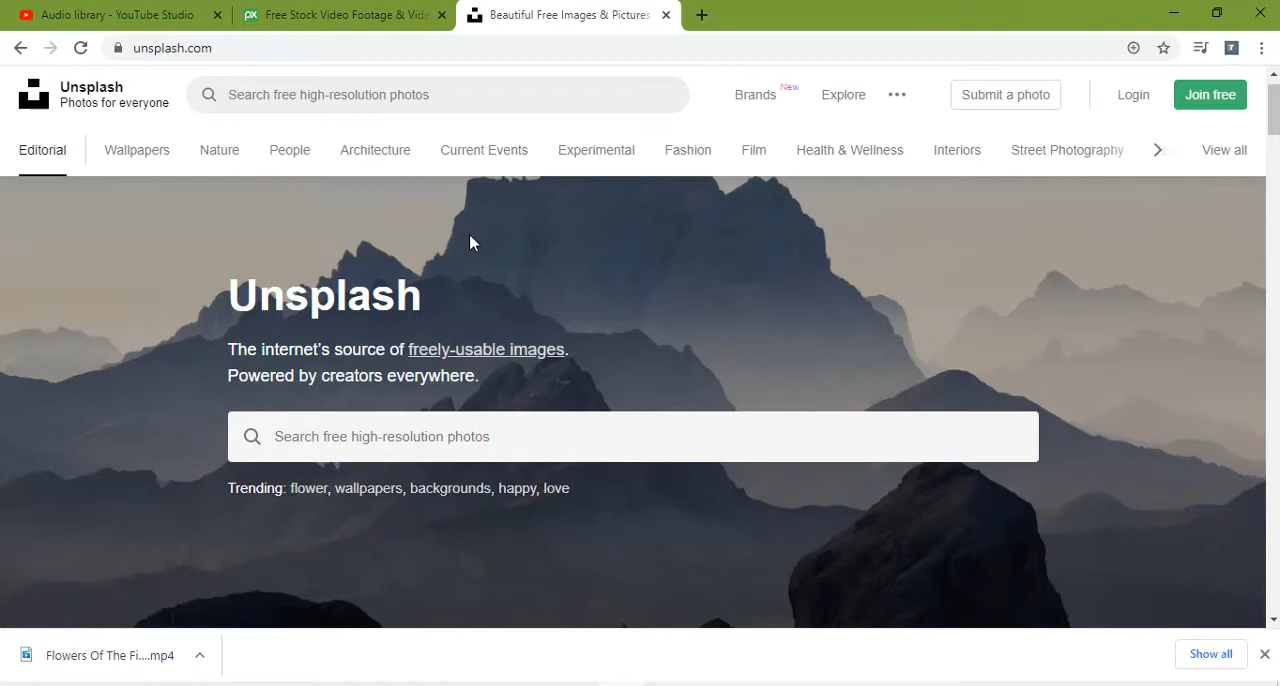 Audio library - YouTube Studio
Free Stock Video Footage & Vide
Beautiful Free Images & Pictures
unsplash.com
Unsplash
Photos for everyone
Search free high-resolution photos
Brands New
Explore
Submit a photo
Login
Join free
Editorial
Wallpapers
Nature
People
Architecture
Current Events
Experimental
Fashion
Film
Health & Wellness
Interiors
Street Photography
View all
Unsplash
The internet's source of freely-usable images.
Powered by creators everywhere.
Search free high-resolution photos
Trending: flower, wallpapers, backgrounds, happy, love
Flowers Of The Fi....mp4
Show all